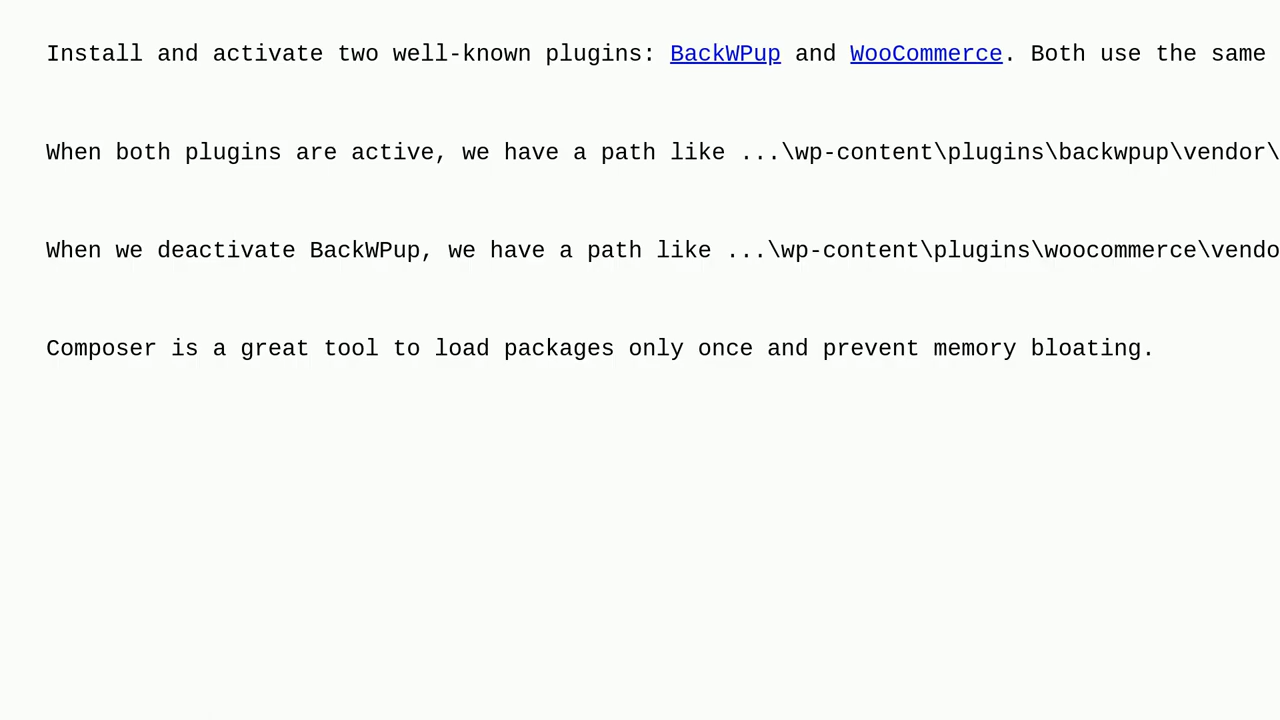 Install and activate two well-known plugins: BackWPup and WooCommerce. Both use the same
When both plugins are active, we have a path like ...\wp-content\plugins\backwpup\vendor\
When we deactivate BackWPup, we have a path like ...\wp-content\plugins\woocommerce\vendo
Composer is a great tool to load packages only once and prevent memory bloating.